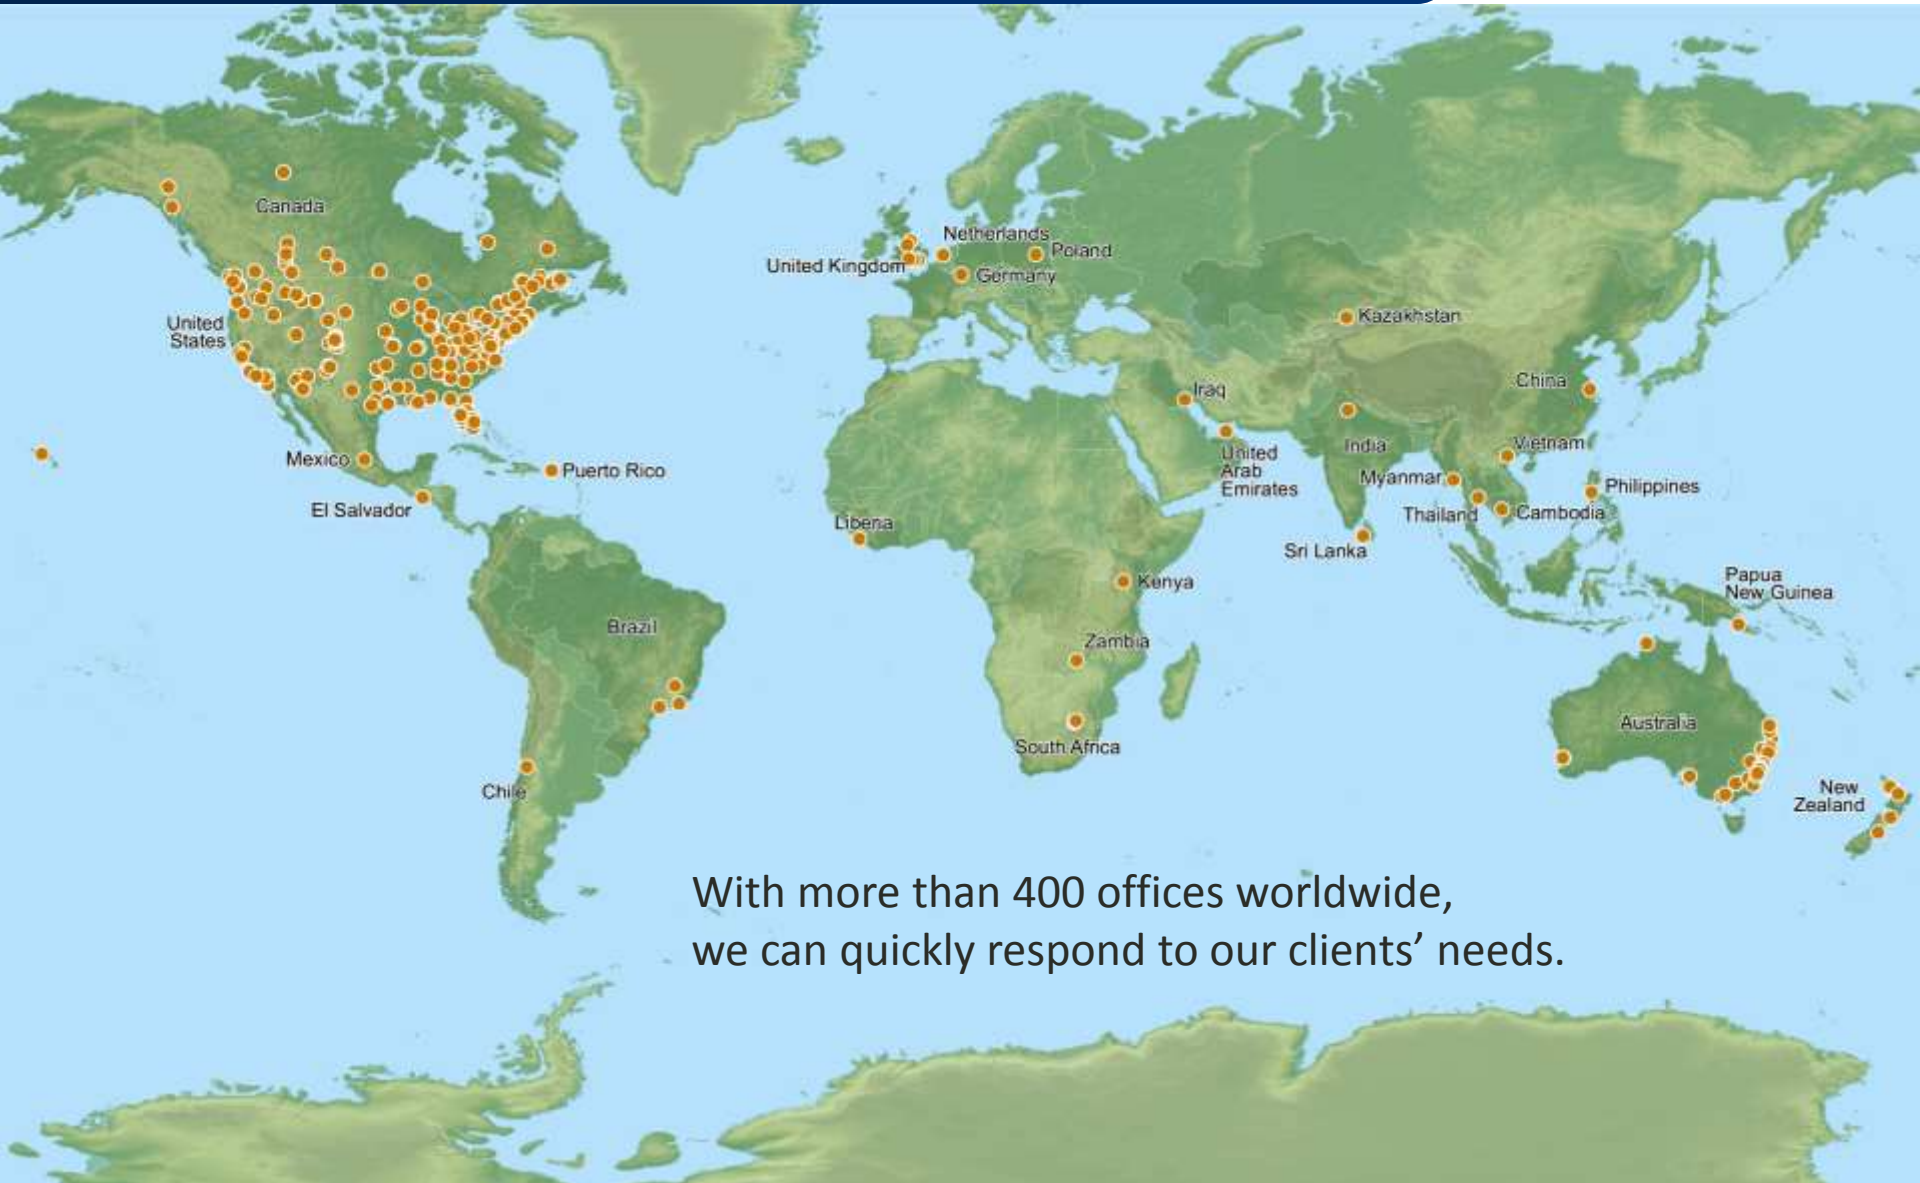 Canada
Netherlands
Poland
United Kingdom
Germany
Kazakhstan
United
States
China
Iraq
India
Vietnam
United
Arab
Emirates
Mexico
Puerto Rico
Myanmar
Philippines
El Salvador
Thailand
Cambodia
Liberia
Sri Lanka
Kenya
Papua
New Guinea
Brazil
Zambia
Australia
South Africa
Chile
New
Zealand
With more than 400 offices worldwide,
we can quickly respond to our clients’ needs.